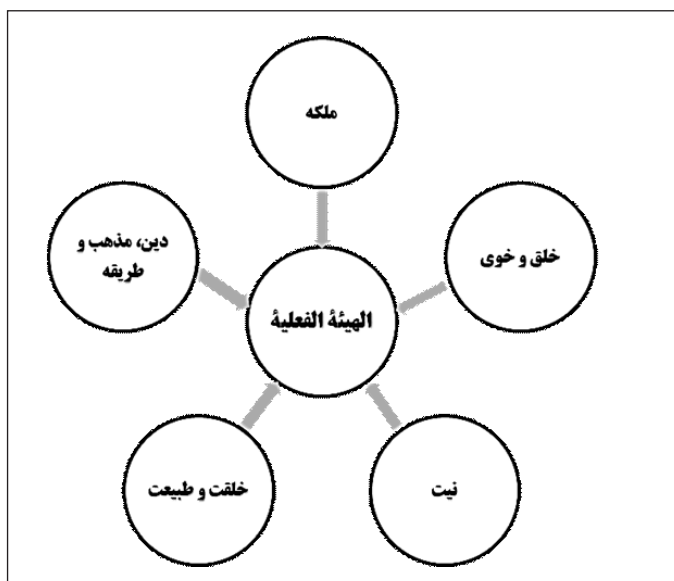 ملکه
خلق و خوی
دین، مذهب و
طریقه
الهیئة الفعلیة
خلقت و طبیعت
نیت